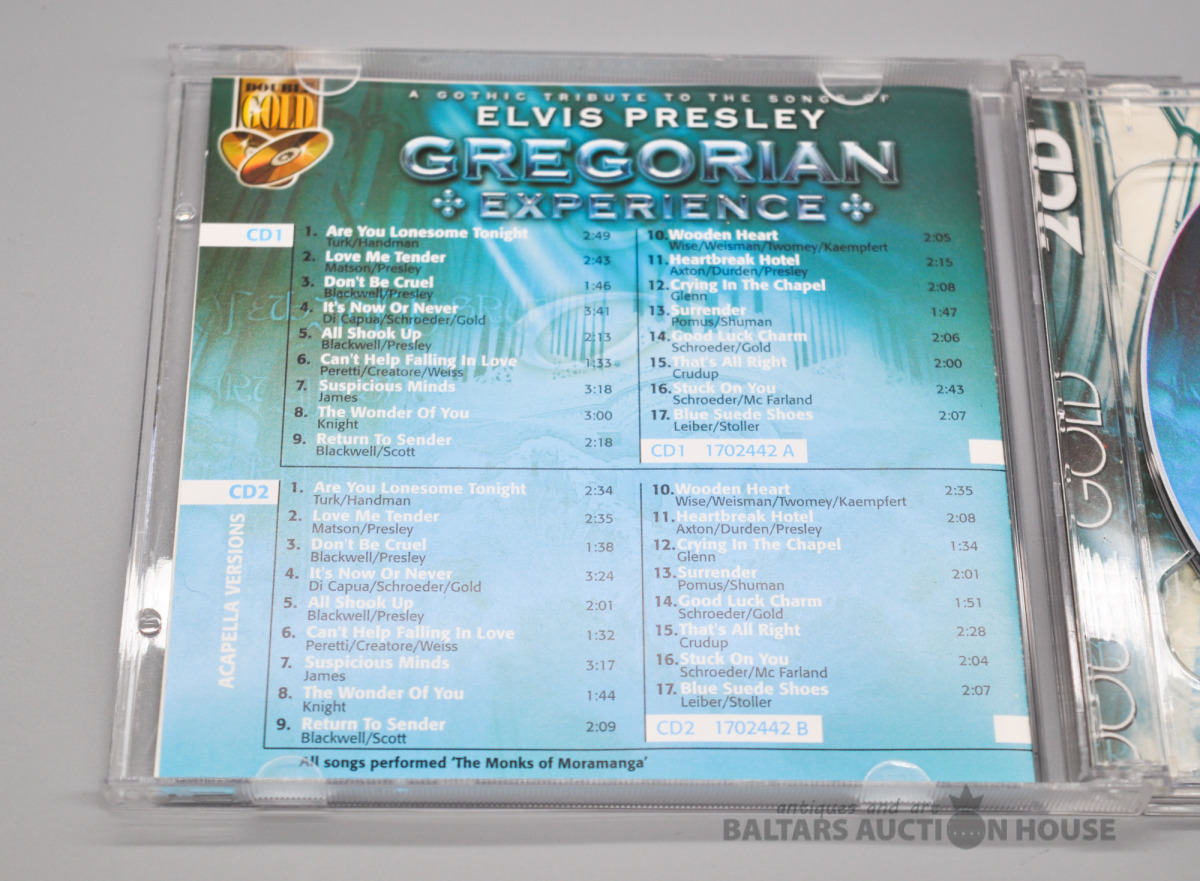 DOUBLE
GOLD
A GOTHIC TRIBUTE TO THE SONGS OF
ELVIS PRESLEY
GREGORIAN
EXPERIENCE
CD1
1. Are You Lonesome Tonight 2:49
Turk/Handman
2. Love Me Tender 2:43
Matson/Presley
3. Don't Be Cruel 1:46
Blackwell/Presley
4. It's Now Or Never 3:41
Di Capua/Schroeder/Gold
5. All Shook Up 2:13
Blackwell/Presley
6. Can't Help Falling In Love 1:33
Peretti/Creatore/Weiss
7. Suspicious Minds 3:18
James
8. The Wonder Of You 3:00
Knight
9. Return To Sender 2:18
Blackwell/Scott
10. Wooden Heart 2:05
Wise/Weisman/Twomey/Kaempfert
11. Heartbreak Hotel 2:15
Axton/Durden/Presley
12. Crying In The Chapel 2:08
Glenn
13. Surrender 1:47
Pomus/Shuman
14. Good Luck Charm 2:06
Schroeder/Gold
15. That's All Right 2:00
Crudup
16. Stuck On You 2:43
Schroeder/Mc Farland
17. Blue Suede Shoes 2:07
Leiber/Stoller
CD1 1702442 A
CD2
ACAPELLA VERSIONS
1. Are You Lonesome Tonight 2:34
Turk/Handman
2. Love Me Tender 2:35
Matson/Presley
3. Don't Be Cruel 1:38
Blackwell/Presley
4. It's Now Or Never 3:24
Di Capua/Schroeder/Gold
5. All Shook Up 2:01
Blackwell/Presley
6. Can't Help Falling In Love 1:32
Peretti/Creatore/Weiss
7. Suspicious Minds 3:17
James
8. The Wonder Of You 1:44
Knight
9. Return To Sender 2:09
Blackwell/Scott
10. Wooden Heart 2:35
Wise/Weisman/Twomey/Kaempfert
11. Heartbreak Hotel 2:08
Axton/Durden/Presley
12. Crying In The Chapel 1:34
Glenn
13. Surrender 2:01
Pomus/Shuman
14. Good Luck Charm 1:51
Schroeder/Gold
15. That's All Right 2:28
Crudup
16. Stuck On You 2:04
Schroeder/Mc Farland
17. Blue Suede Shoes 2:07
Leiber/Stoller
CD2 1702442 B
All songs performed 'The Monks of Moramanga'
2CD
GOLD
antiques and art
BALTARS AUCTION HOUSE